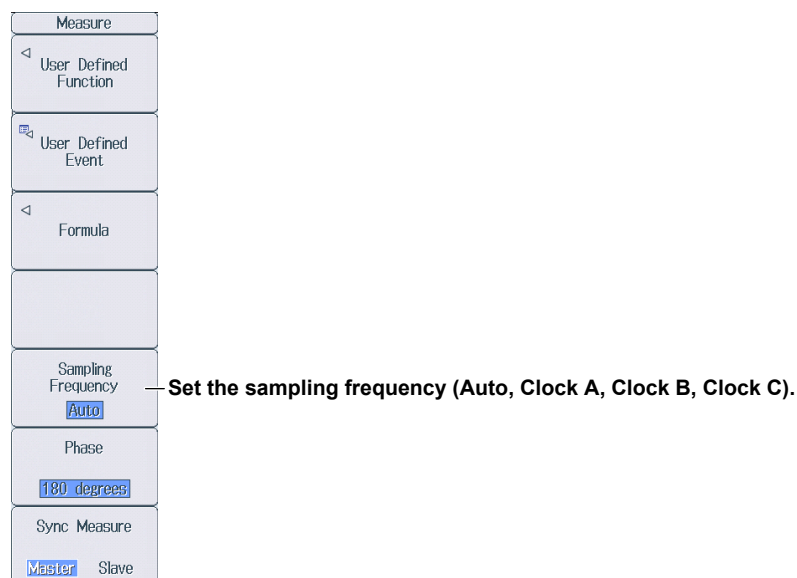 Measure
User Defined
Function
User Defined
Event
Formula
Sampling
Frequency
Auto
Set the sampling frequency (Auto, Clock A, Clock B, Clock C).
Phase
180 degrees
Sync Measure
Master Slave